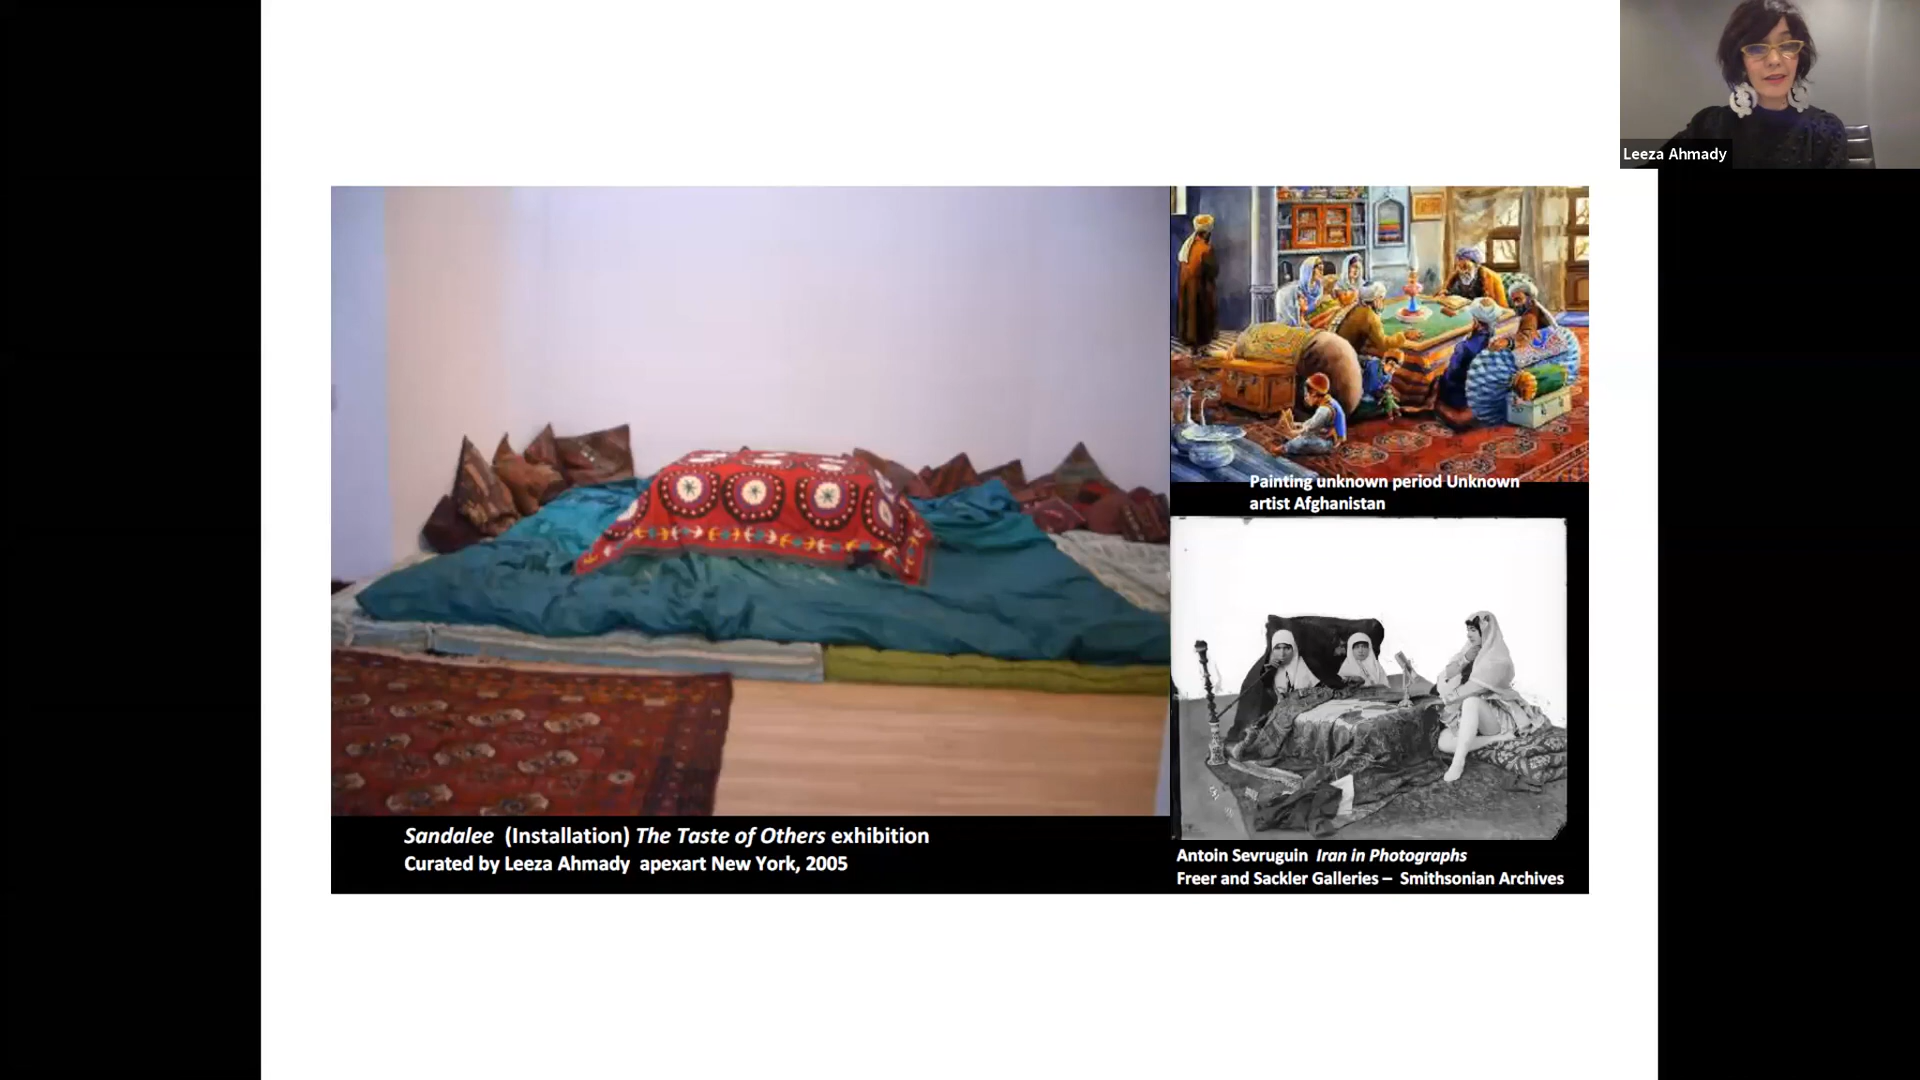 Leeza Ahmady
Painting unknown period Unknown
artist Afghanistan
Sandalee (Installation) The Taste of Others exhibition
Curated by Leeza Ahmady apexart New York, 2005
Antoin Sevruguin Iran in Photographs
Freer and Sackler Galleries – Smithsonian Archives